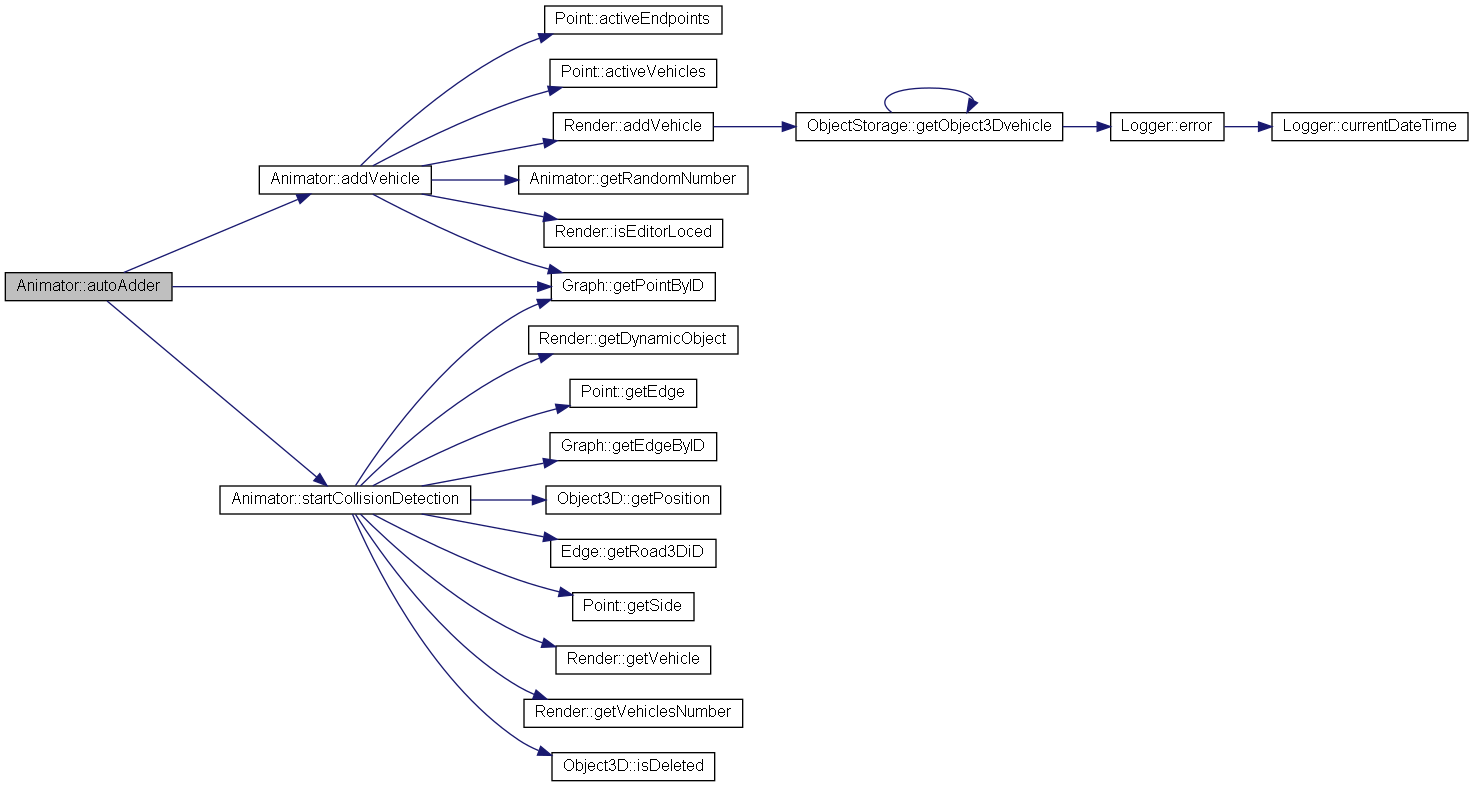 Point::activeEndpoints
Point::activeVehicles
Render::addVehicle
ObjectStorage::getObject3Dvehicle
Logger::error
Logger::currentDateTime
Animator::addVehicle
Animator::getRandomNumber
Render::isEditorLoced
Animator::autoAdder
Graph::getPointByID
Render::getDynamicObject
Point::getEdge
Graph::getEdgeByID
Animator::startCollisionDetection
Object3D::getPosition
Edge::getRoad3DiD
Point::getSide
Render::getVehicle
Render::getVehiclesNumber
Object3D::isDeleted